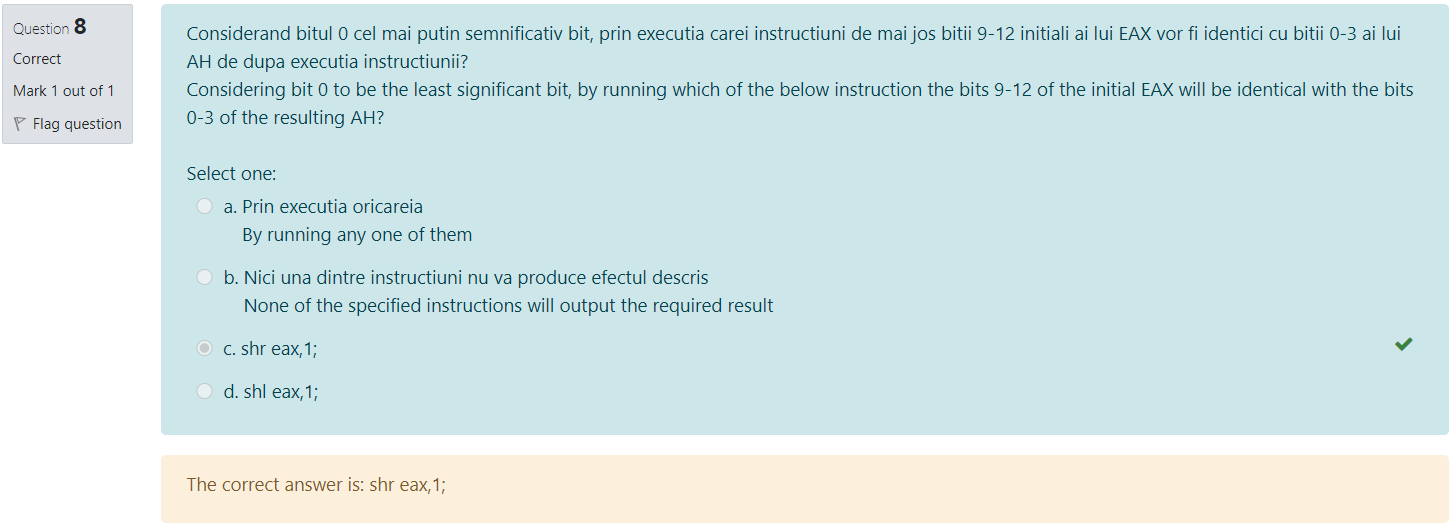 Question 8
Correct
Mark 1 out of 1
Flag question
Considerand bitul 0 cel mai putin semnificativ bit, prin executia carei instructiuni de mai jos bitii 9-12 initiali ai lui EAX vor fi identici cu bitii 0-3 ai lui
AH de dupa executia instructiunii?
Considering bit 0 to be the least significant bit, by running which of the below instruction the bits 9-12 of the initial EAX will be identical with the bits
0-3 of the resulting AH?
Select one:
a. Prin executia oricareia
By running any one of them
b. Nici una dintre instructiuni nu va produce efectul descris
None of the specified instructions will output the required result
c. shr eax,1;
d. shl eax,1;
The correct answer is: shr eax,1;